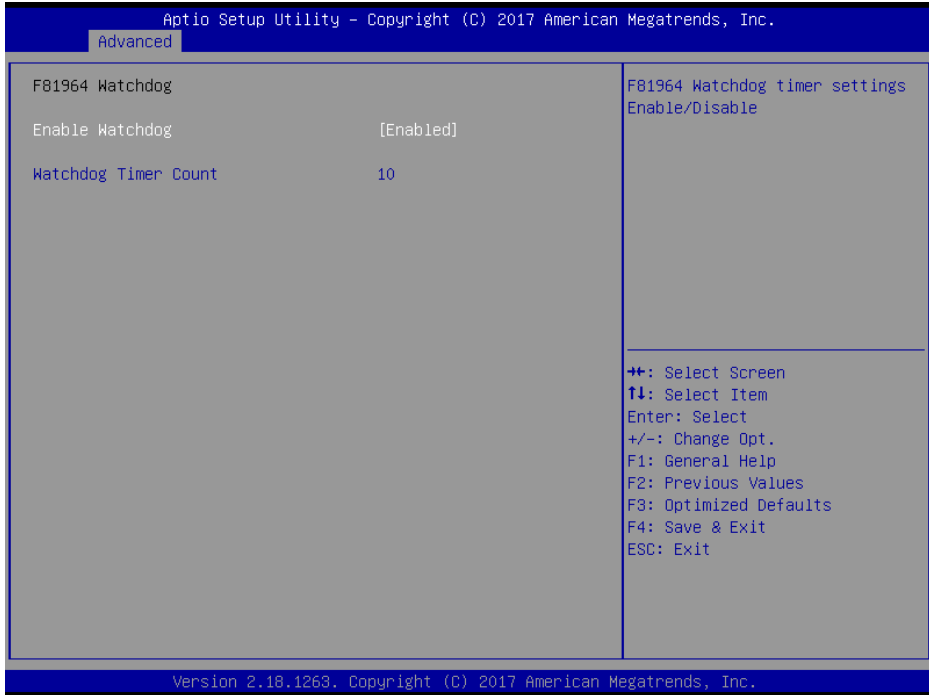 Aptio Setup Utility – Copyright (C) 2017 American Megatrends, Inc.
Advanced
F81964 Watchdog
Enable Watchdog [Enabled]
Watchdog Timer Count 10
F81964 Watchdog timer settings
Enable/Disable
→←: Select Screen
↑↓: Select Item
Enter: Select
+/-: Change Opt.
F1: General Help
F2: Previous Values
F3: Optimized Defaults
F4: Save & Exit
ESC: Exit
Version 2.18.1263. Copyright (C) 2017 American Megatrends, Inc.